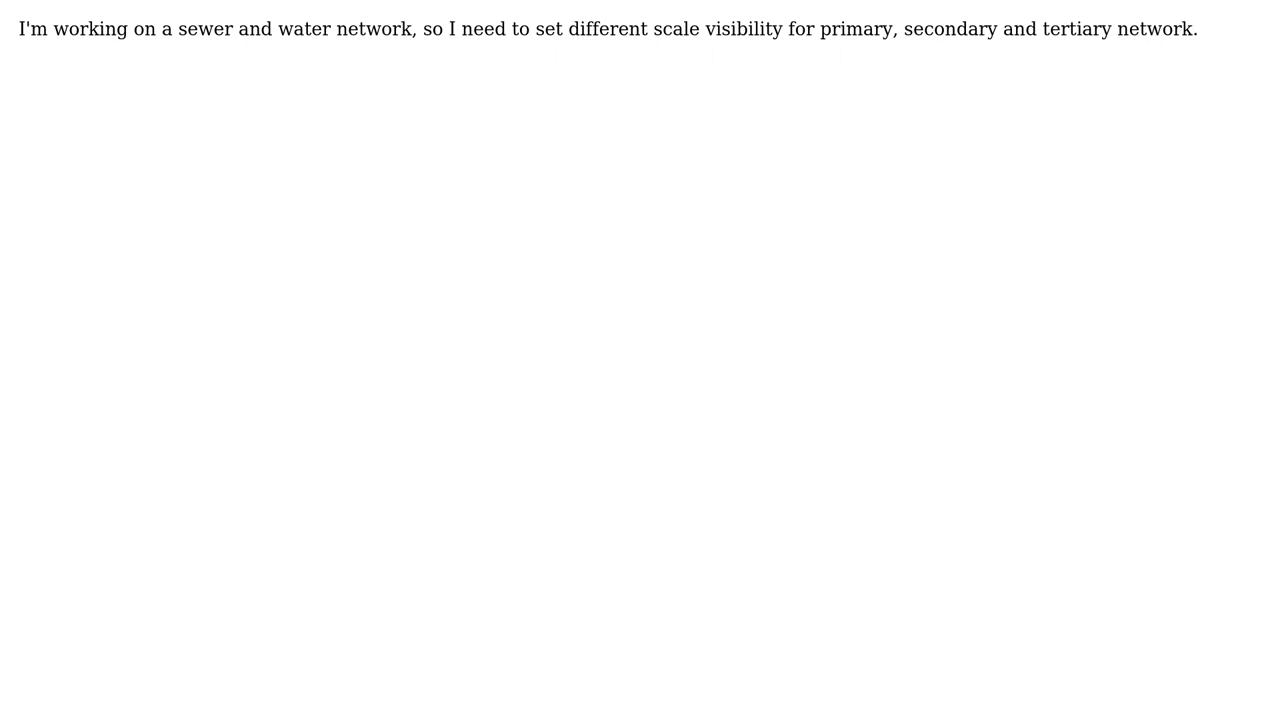 I'm working on a sewer and water network, so I need to set different scale visibility for primary, secondary and tertiary network.